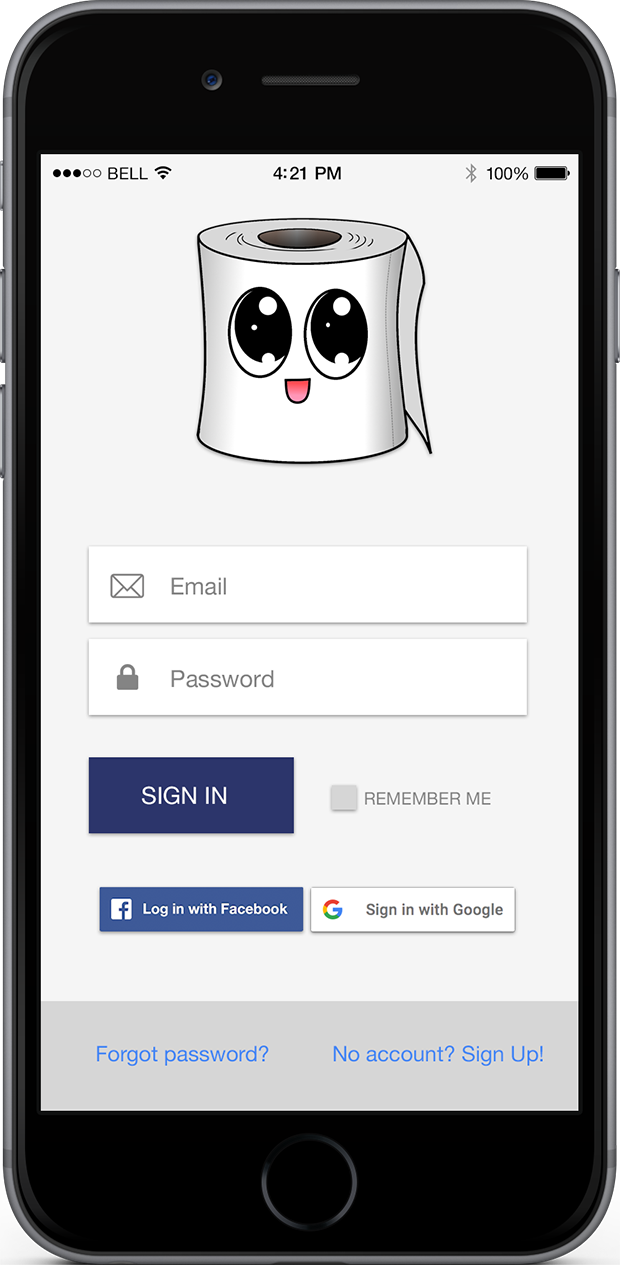 BELL 4:21 PM 100%
Email
Password
SIGN IN REMEMBER ME
Log in with Facebook Sign in with Google
Forgot password? No account? Sign Up!